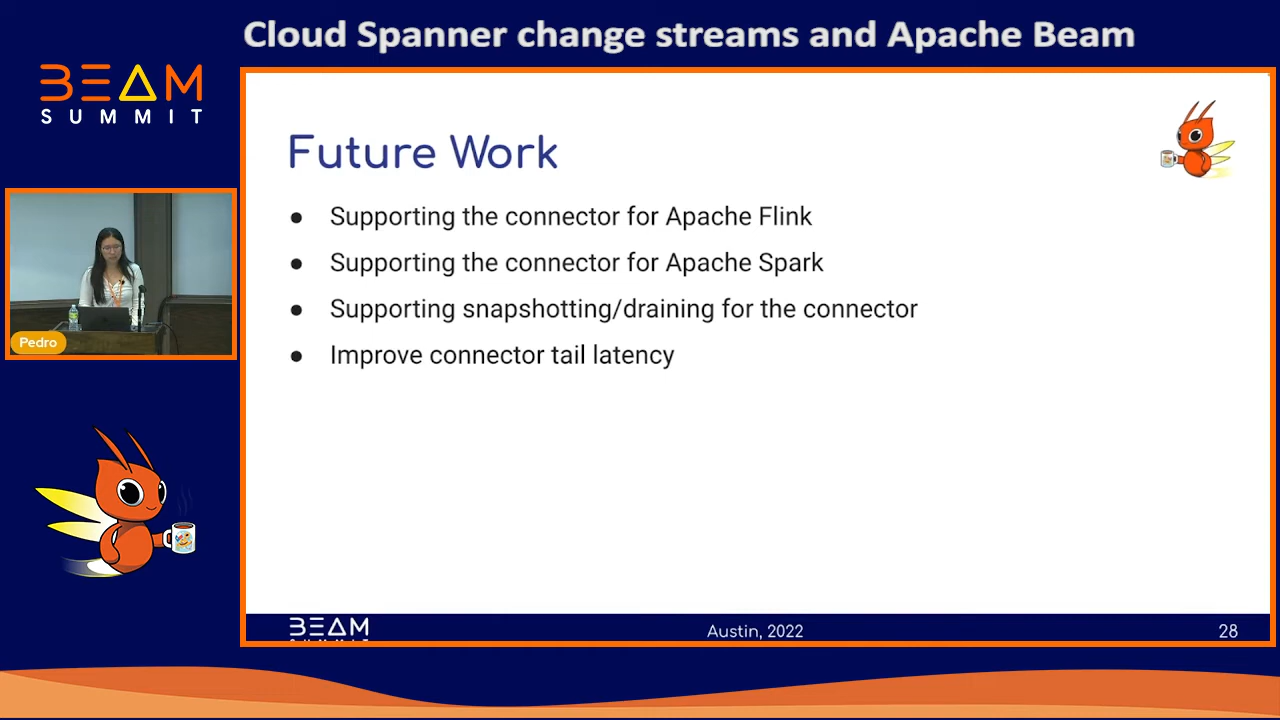 Cloud Spanner change streams and Apache Beam
BEAM
SUMMIT
Future Work
● Supporting the connector for Apache Flink
● Supporting the connector for Apache Spark
● Supporting snapshotting/draining for the connector
● Improve connector tail latency
Pedro
BEAM
Austin, 2022
28